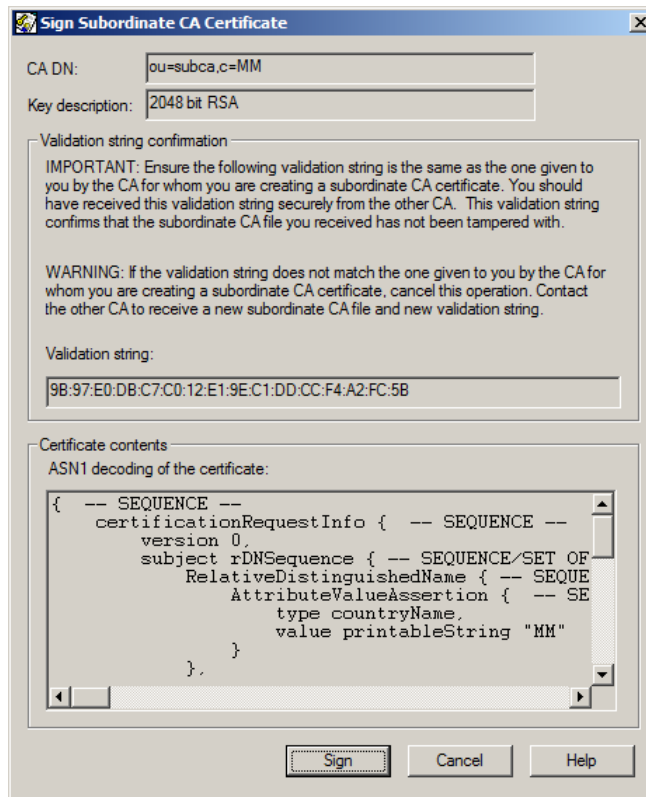 Sign Subordinate CA Certificate
CA DN: ou=subca,c=MM
Key description: 2048 bit RSA
Validation string confirmation
IMPORTANT: Ensure the following validation string is the same as the one given to
you by the CA for whom you are creating a subordinate CA certificate. You should
have received this validation string securely from the other CA. This validation string
confirms that the subordinate CA file you received has not been tampered with.
WARNING: If the validation string does not match the one given to you by the CA for
whom you are creating a subordinate CA certificate, cancel this operation. Contact
the other CA to receive a new subordinate CA file and new validation string.
Validation string:
9B:97:E0:DB:C7:C0:12:E1:9E:C1:DD:CC:F4:A2:FC:5B
Certificate contents
ASN1 decoding of the certificate:
{ -- SEQUENCE --
certificationRequestInfo { -- SEQUENCE --
version 0,
subject rDNSequence { -- SEQUENCE/SET OF
RelativeDistinguishedName { -- SEQUE
AttributeValueAssertion { -- SE
type countryName,
value printableString "MM"
}
},
Sign Cancel Help